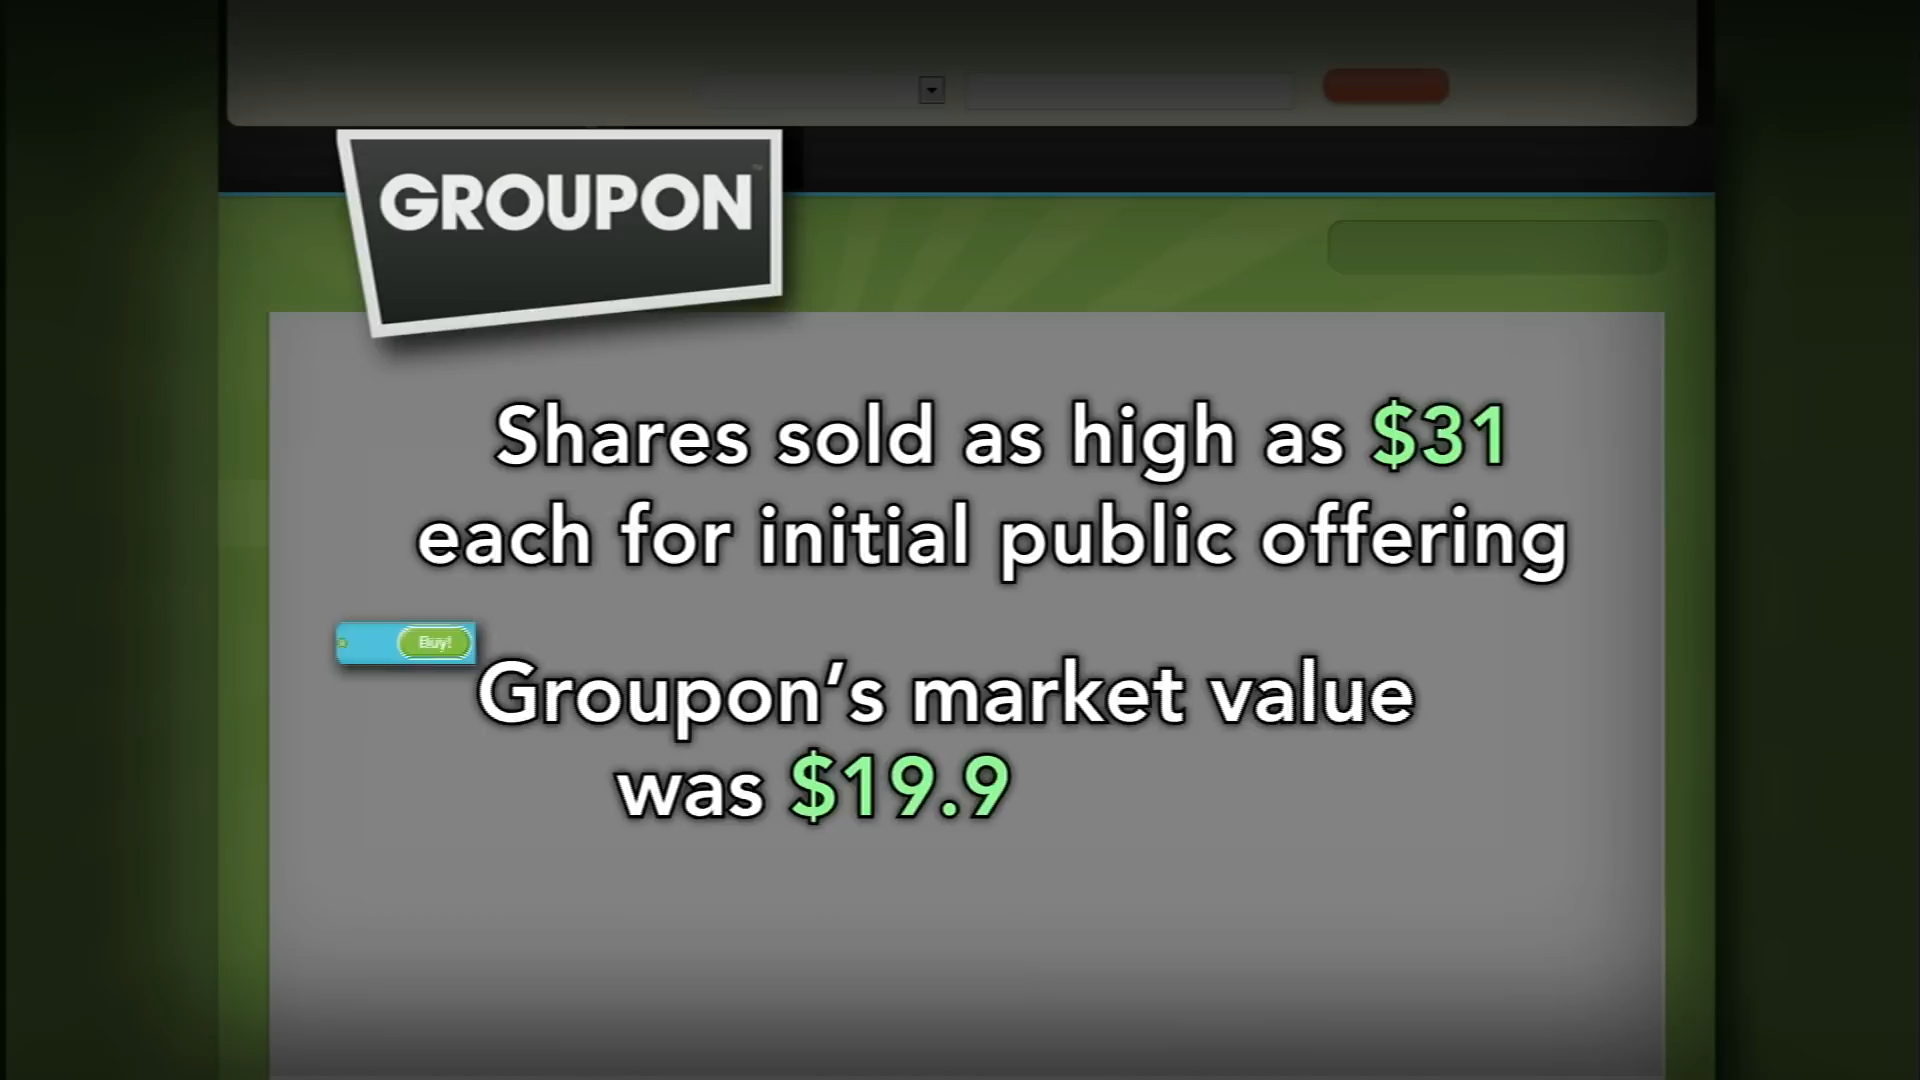 GROUPON
Shares sold as high as $31
each for initial public offering
Buy!
Groupon’s market value
was $19.9